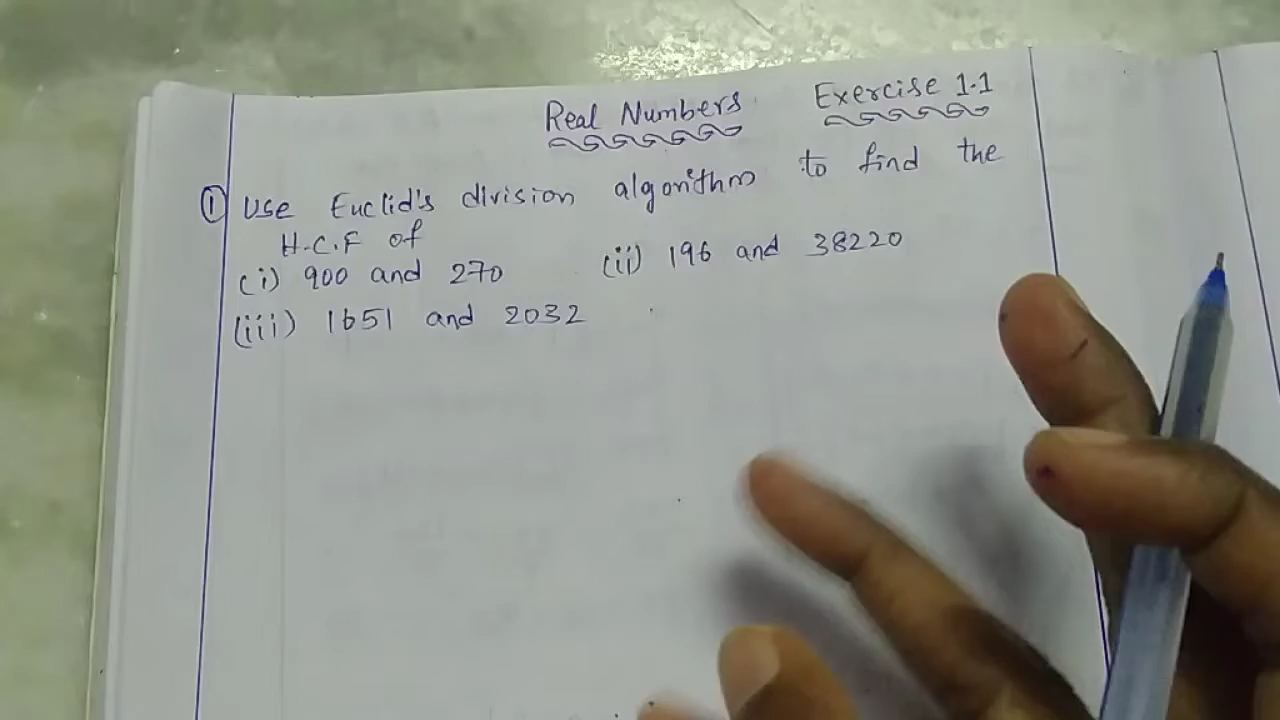 Real Numbers Exercise 1.1
① Use Euclid's division algorithm to find the
H.C.F of
(i) 900 and 270 (ii) 196 and 38220
(iii) 1651 and 2032